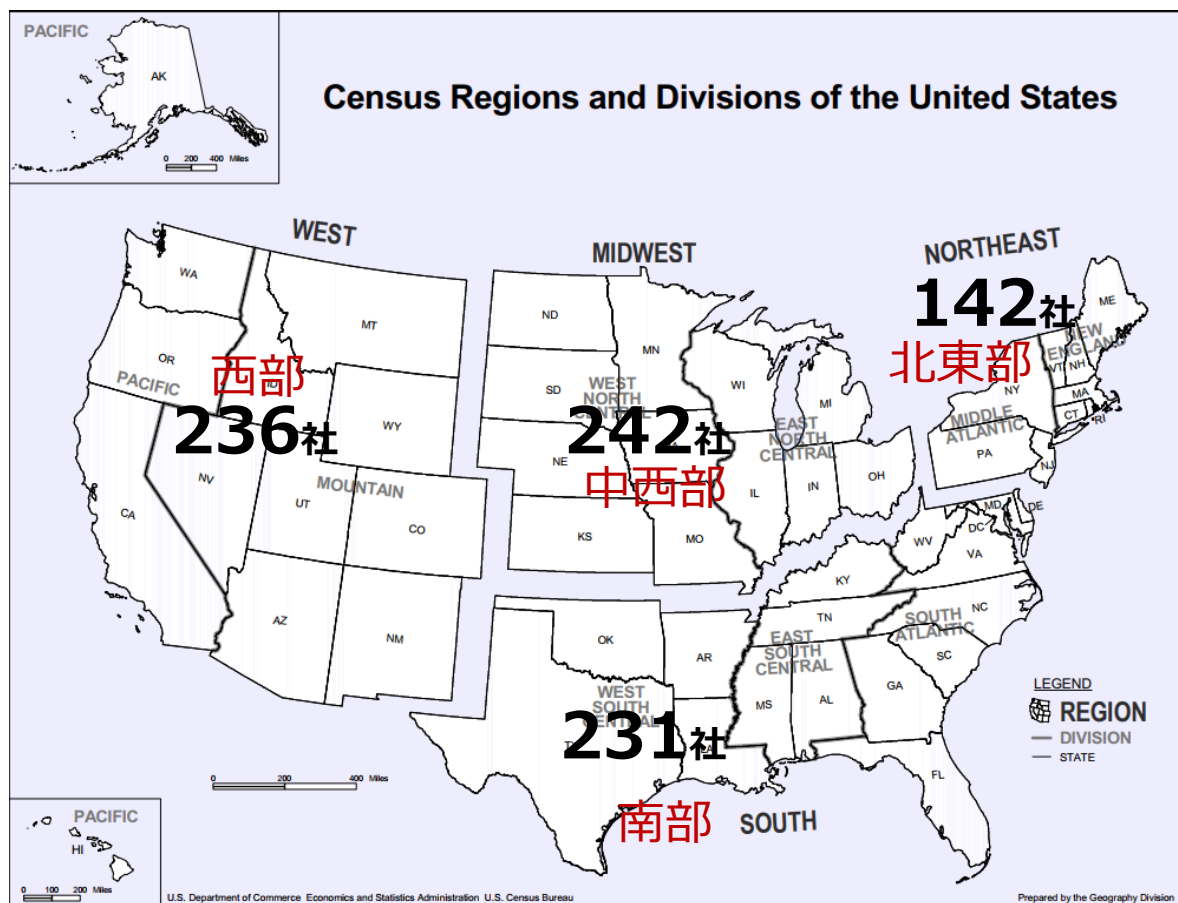 PACIFIC
AK
0 200 400 Miles
Census Regions and Divisions of the United States
WEST
MIDWEST
NORTHEAST
142社
北東部
西部
236社
242社
中西部
231社
南部
SOUTH
PACIFIC
MOUNTAIN
WEST
NORTH
CENTRAL
EAST
NORTH
CENTRAL
NEW
ENGLAND
MIDDLE
ATLANTIC
WEST
SOUTH
CENTRAL
EAST
SOUTH
CENTRAL
SOUTH
ATLANTIC
WA
OR
CA
NV
ID
MT
WY
UT
CO
AZ
NM
ND
SD
NE
KS
MN
MO
WI
MI
IL
IN
OH
ME
VT
NH
MA
CT
RI
NY
PA
NJ
MD
DE
DC
WV
VA
KY
TN
NC
SC
GA
FL
AL
MS
AR
LA
OK
LEGEND
REGION
DIVISION
STATE
0 200 400 Miles
PACIFIC
HI
0 100 200 Miles
U.S. Department of Commerce Economics and Statistics Administration U.S. Census Bureau
Prepared by the Geography Division